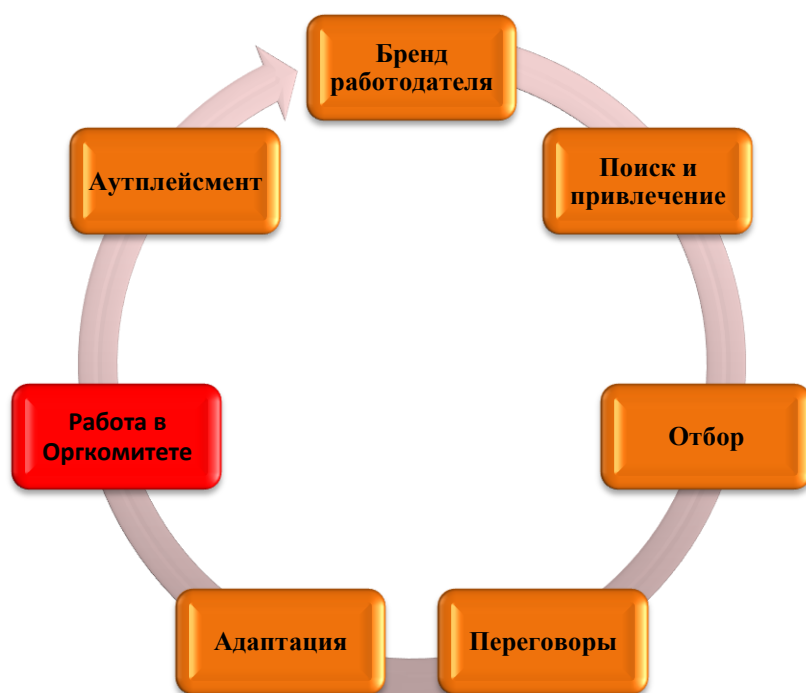 Бренд
работодателя
Поиск и
привлечение
Отбор
Переговоры
Адаптация
Работа в
Оргкомитете
Аутплейсмент